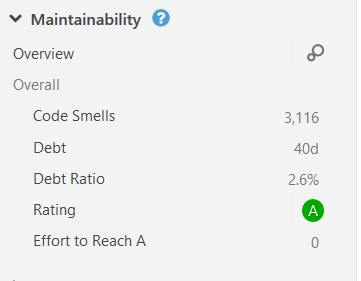 Maintainability ?
Overview
Overall
Code Smells 3,116
Debt 40d
Debt Ratio 2.6%
Rating A
Effort to Reach A 0